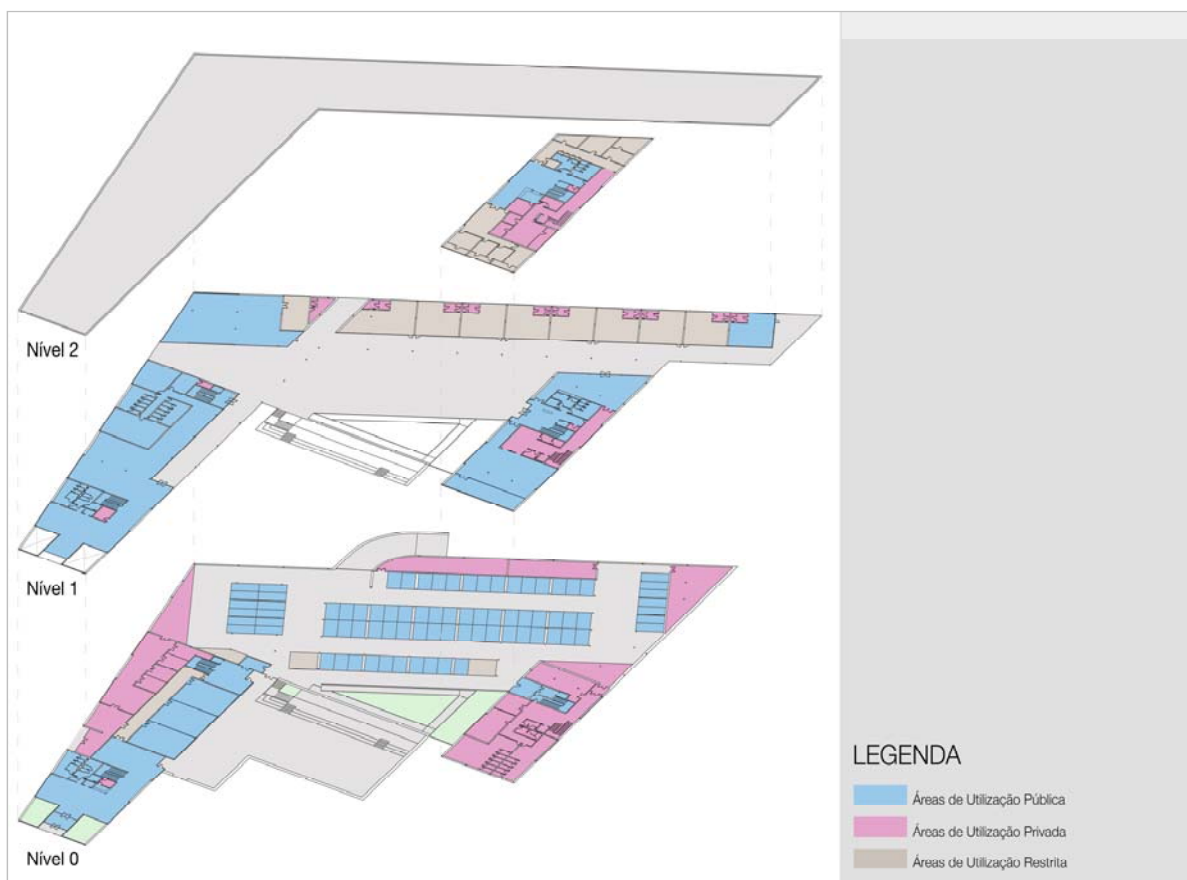 Nível 2
Nível 1
Nível 0
LEGENDA
Áreas de Utilização Pública
Áreas de Utilização Privada
Áreas de Utilização Restrita